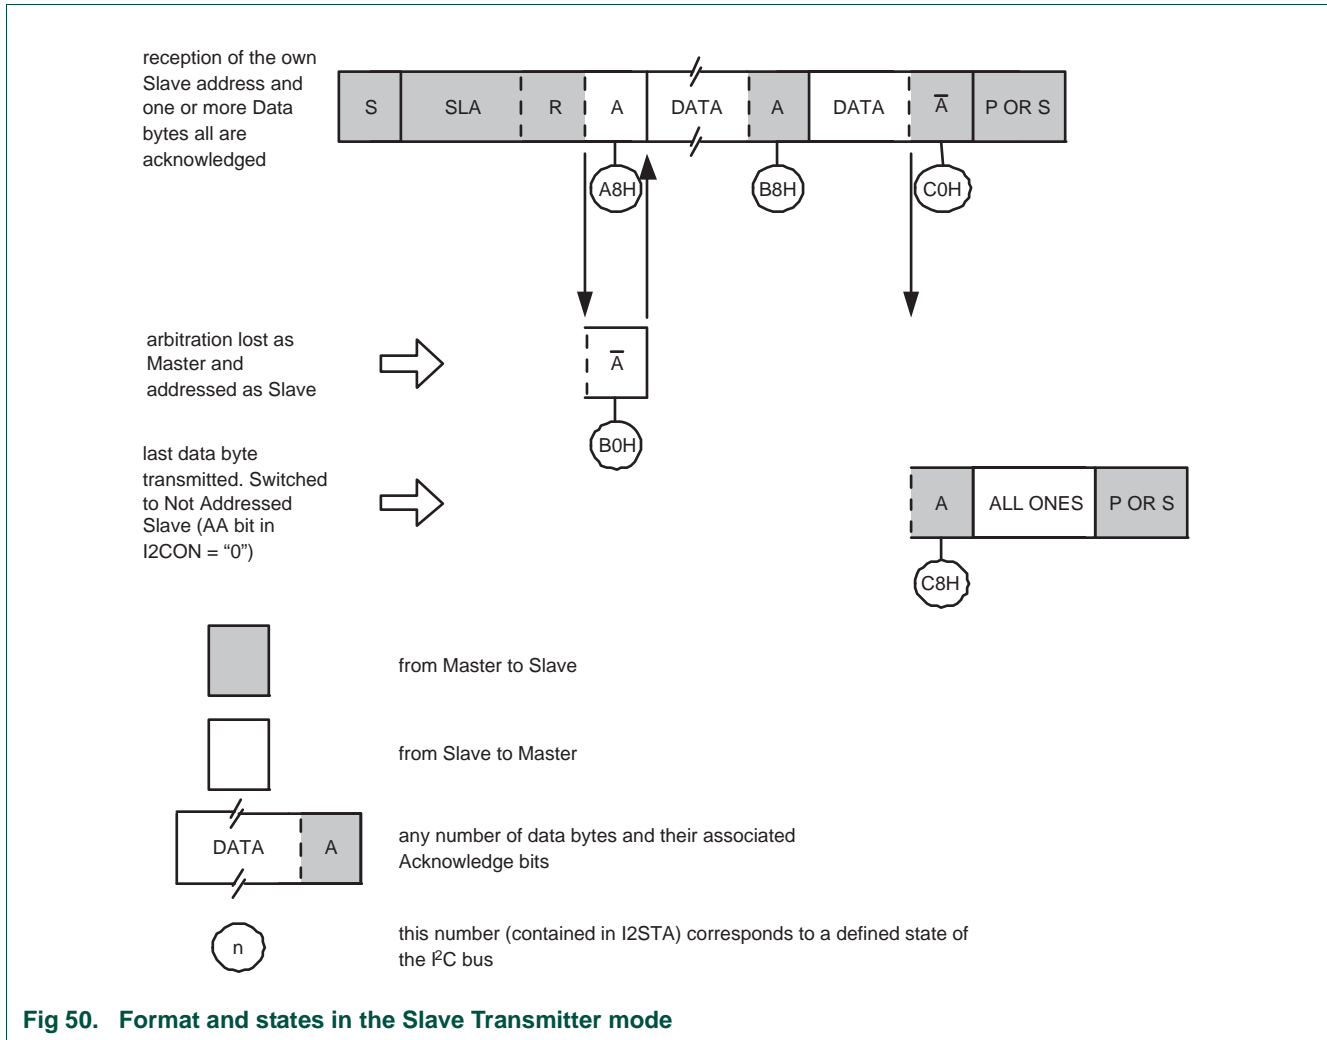 reception of the own
Slave address and
one or more Data
bytes all are
acknowledged
S SLA R A DATA A DATA A̅ P OR S
A8H B8H C0H
arbitration lost as
Master and
addressed as Slave
A̅
B0H
last data byte
transmitted. Switched
to Not Addressed
Slave (AA bit in
I2CON = “0”)
A ALL ONES P OR S
C8H
from Master to Slave
from Slave to Master
DATA A
any number of data bytes and their associated
Acknowledge bits
n
this number (contained in I2STA) corresponds to a defined state of
the I²C bus
Fig 50. Format and states in the Slave Transmitter mode